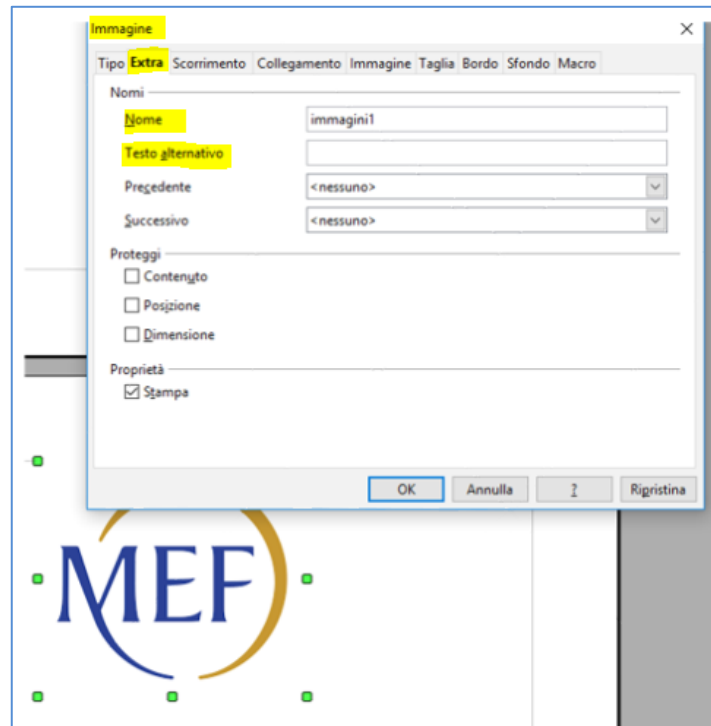 Immagine
Tipo Extra Scorrimento Collegamento Immagine Taglia Bordo Sfondo Macro
Nomi
Nome immagini1
Testo alternativo
Precedente <nessuno>
Successivo <nessuno>
Proteggi
Contenuto
Posizione
Dimensione
Proprietà
Stampa
OK Annulla ? Ripristina
MEF